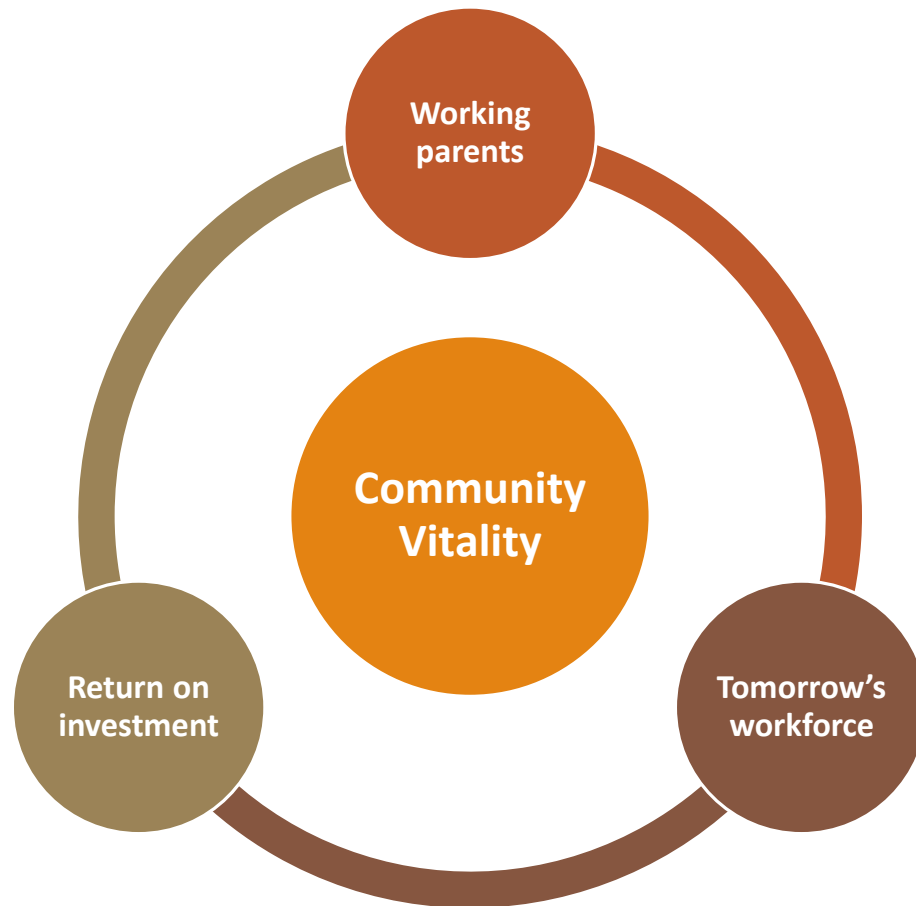 Working
parents
Community
Vitality
Return on
investment
Tomorrow’s
workforce